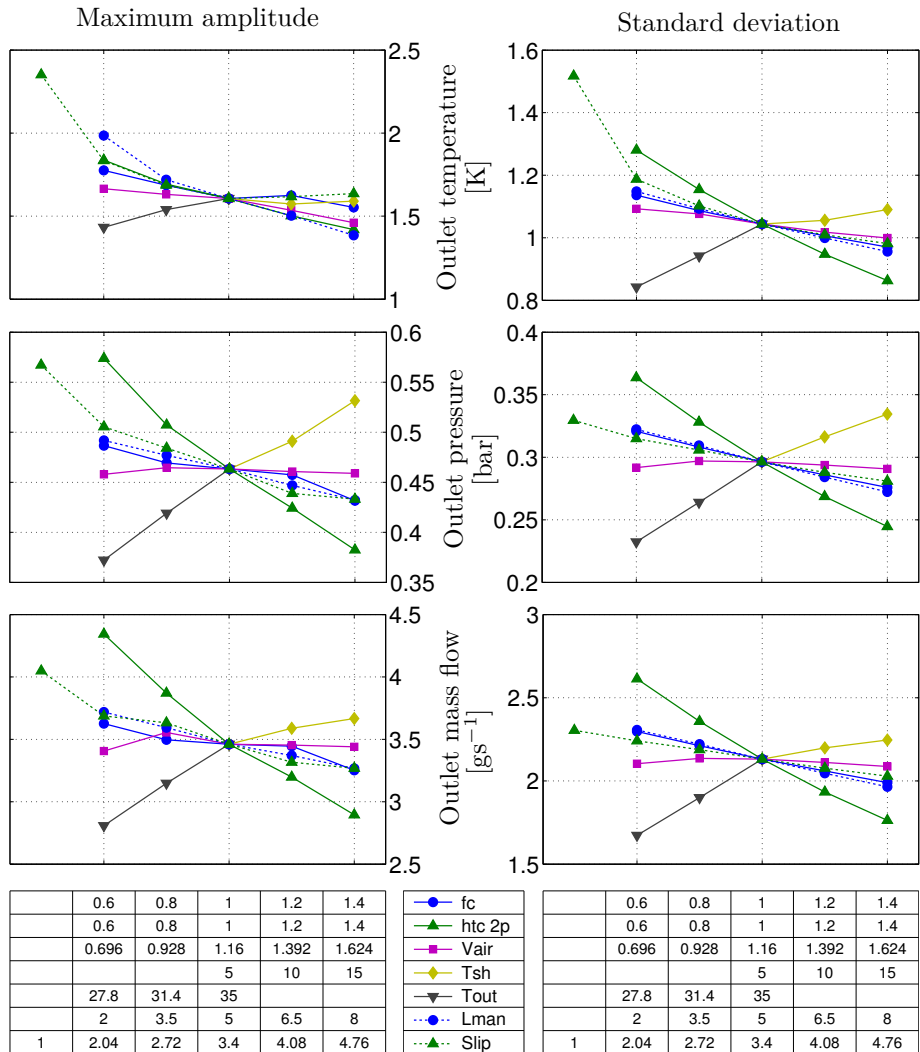 Maximum amplitude
Standard deviation
2.5
2
1.5
1
Outlet temperature
[K]
1.6
1.4
1.2
1
0.8
0.6
0.55
0.5
0.45
0.4
0.35
Outlet pressure
[bar]
0.4
0.35
0.3
0.25
0.2
4.5
4
3.5
3
2.5
Outlet mass flow
[gs⁻¹]
3
2.5
2
1.5
0.6 0.8 1 1.2 1.4
0.6 0.8 1 1.2 1.4
0.696 0.928 1.16 1.392 1.624
5 10 15
27.8 31.4 35
2 3.5 5 6.5 8
1 2.04 2.72 3.4 4.08 4.76
fc
htc 2p
Vair
Tsh
Tout
Lman
Slip
0.6 0.8 1 1.2 1.4
0.6 0.8 1 1.2 1.4
0.696 0.928 1.16 1.392 1.624
5 10 15
27.8 31.4 35
2 3.5 5 6.5 8
1 2.04 2.72 3.4 4.08 4.76